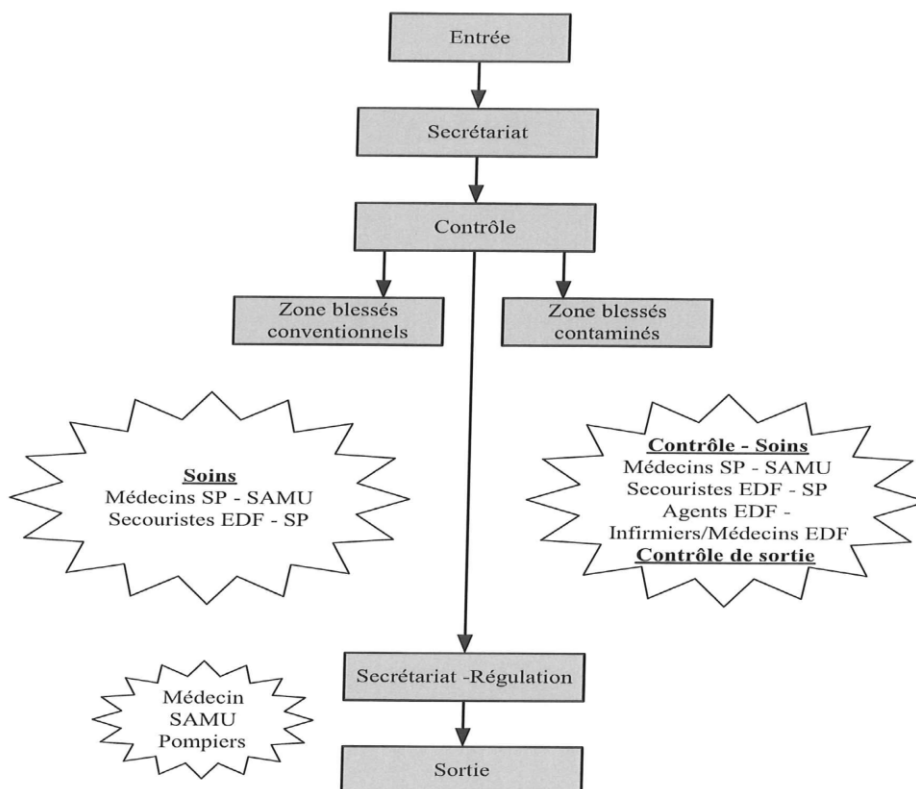 Entrée
Secrétariat
Contrôle
Zone blessés
conventionnels
Zone blessés
contaminés
Soins
Médecins SP - SAMU
Secouristes EDF - SP
Contrôle - Soins
Médecins SP - SAMU
Secouristes EDF - SP
Agents EDF -
Infirmiers/Médecins EDF
Contrôle de sortie
Secrétariat -Régulation
Médecin
SAMU
Pompiers
Sortie